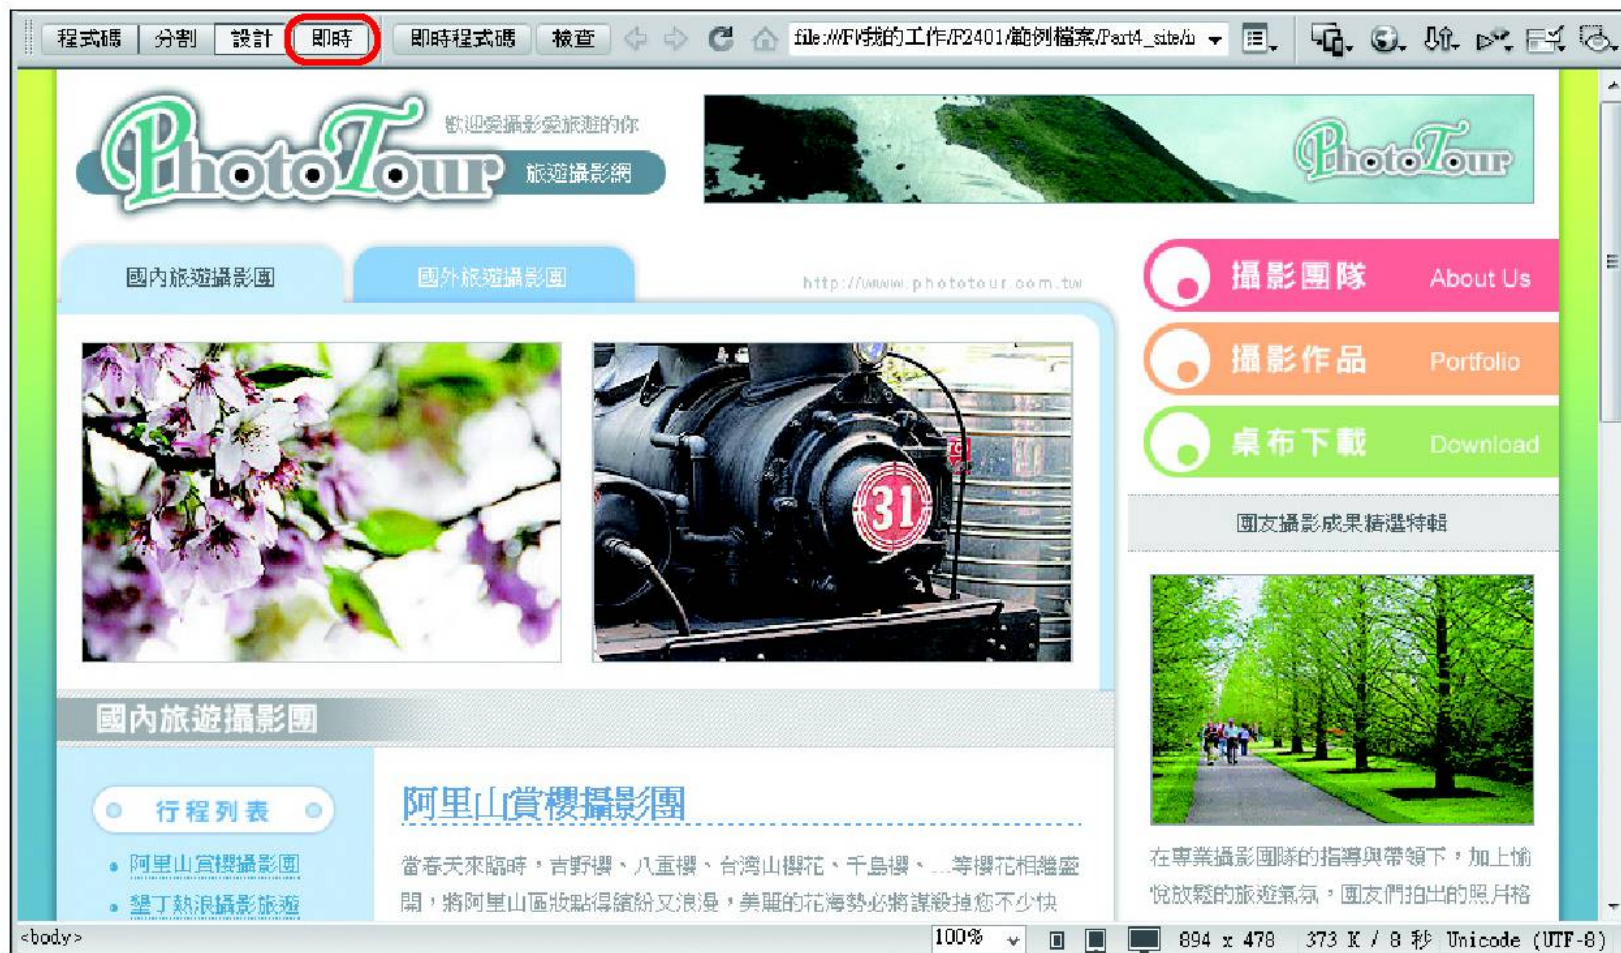 程式碼 分割 設計 即時 即時程式碼 檢查 file:///F|/我的工作/F2401/範例檔案/Part4_site/i
PhotoTour
歡迎愛攝影愛旅遊的你
旅遊攝影網
PhotoTour
國內旅遊攝影團 國外旅遊攝影團 http://www.phototour.com.tw
攝影團隊 About Us
攝影作品 Portfolio
桌布下載 Download
31
團友攝影成果精選特輯
國內旅遊攝影團
行程列表
阿里山賞櫻攝影團
墾丁熱浪攝影旅遊
阿里山賞櫻攝影團
當春天來臨時，吉野櫻、八重櫻、台灣山櫻花、千島櫻、...等櫻花相繼盛
開，將阿里山區妝點得繽紛又浪漫，美麗的花海勢必將謀殺掉您不少快
在專業攝影團隊的指導與帶領下，加上愉
悅放鬆的旅遊氣氛，團友們拍出的照片格
<body> 100% 894 x 478 373 K / 8 秒 Unicode (UTF-8)